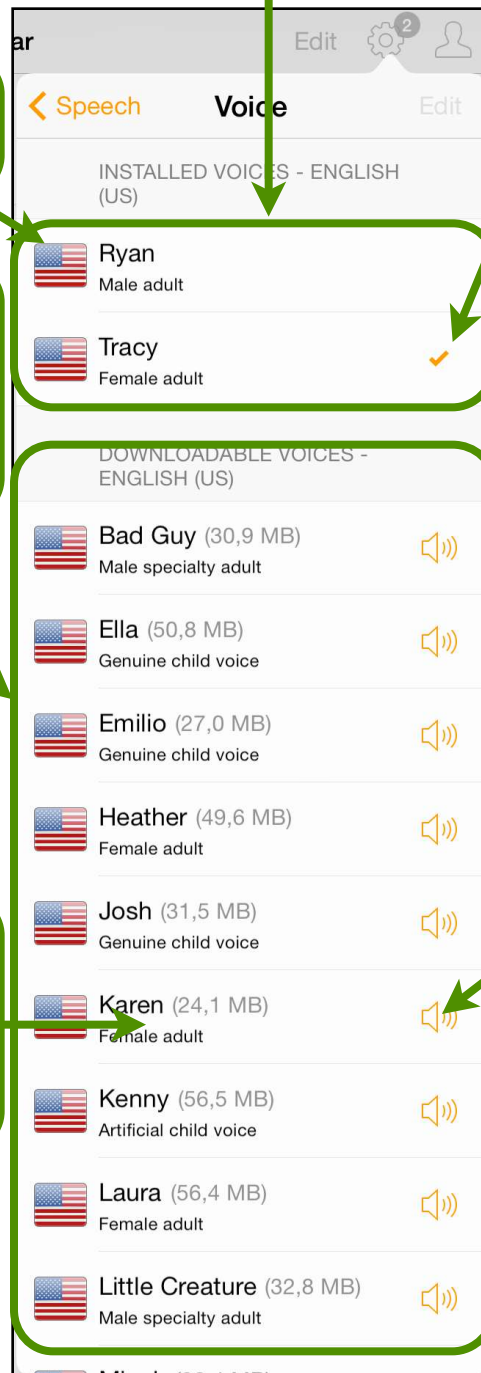 ar Edit 2
Speech Voice Edit
INSTALLED VOICES - ENGLISH
(US)
Ryan
Male adult
Tracy
Female adult
DOWNLOADABLE VOICES -
ENGLISH (US)
Bad Guy (30,9 MB)
Male specialty adult
Ella (50,8 MB)
Genuine child voice
Emilio (27,0 MB)
Genuine child voice
Heather (49,6 MB)
Female adult
Josh (31,5 MB)
Genuine child voice
Karen (24,1 MB)
Female adult
Kenny (56,5 MB)
Artificial child voice
Laura (56,4 MB)
Female adult
Little Creature (32,8 MB)
Male specialty adult